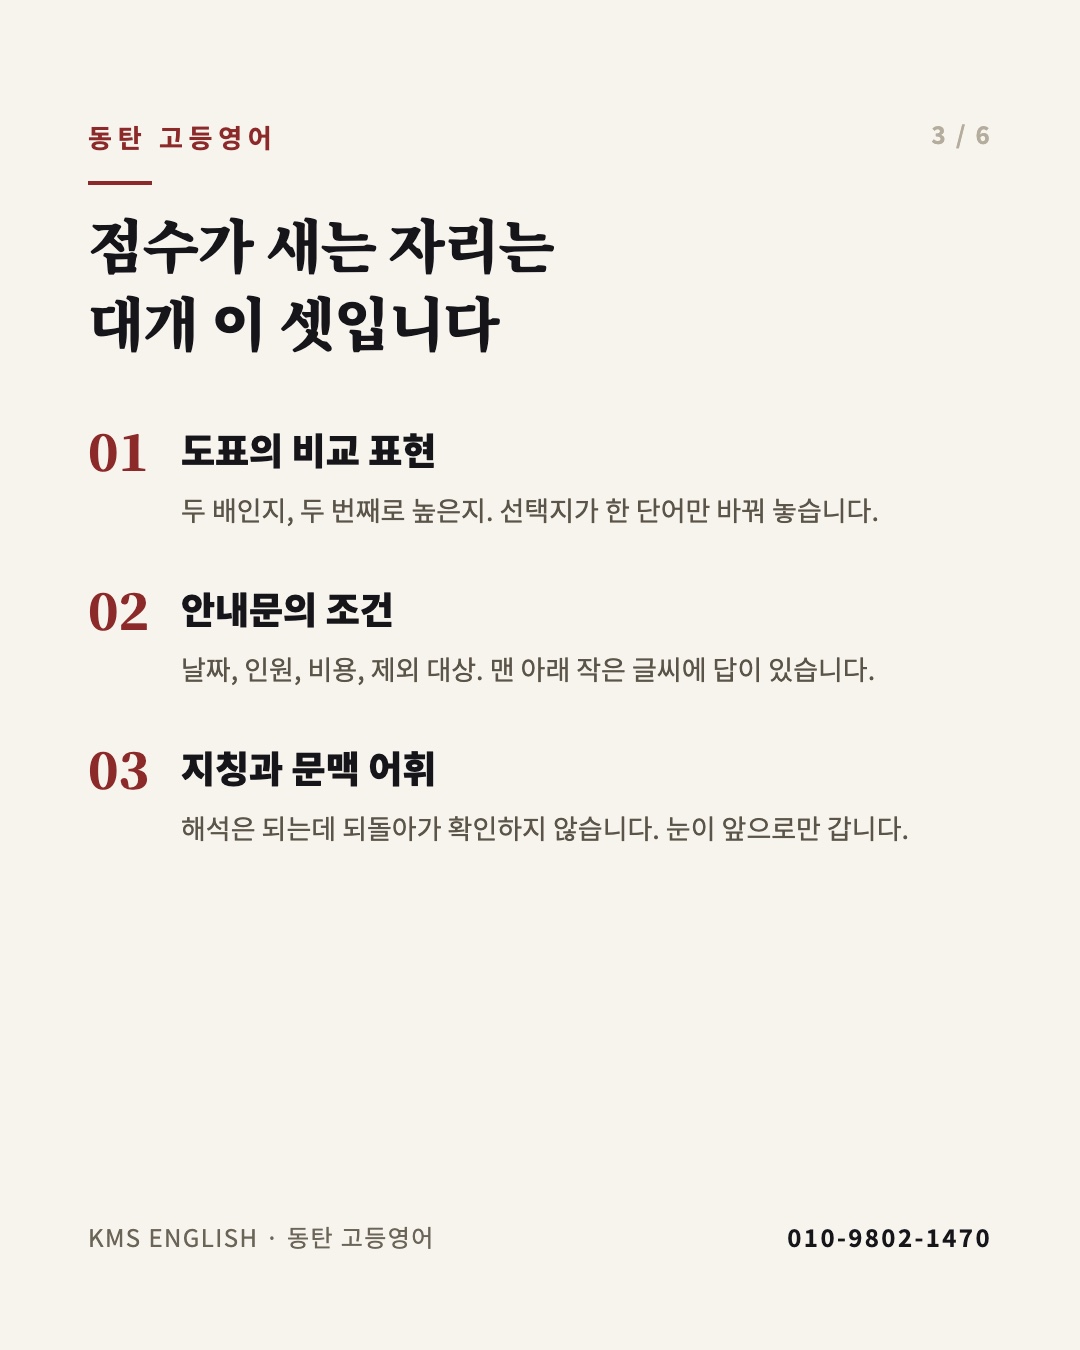 동탄 고등영어
3 / 6
점수가 새는 자리는
대개 이 셋입니다
01 도표의 비교 표현
두 배인지, 두 번째로 높은지. 선택지가 한 단어만 바꿔 놓습니다.
02 안내문의 조건
날짜, 인원, 비용, 제외 대상. 맨 아래 작은 글씨에 답이 있습니다.
03 지칭과 문맥 어휘
해석은 되는데 되돌아가 확인하지 않습니다. 눈이 앞으로만 갑니다.
KMS ENGLISH · 동탄 고등영어
010-9802-1470